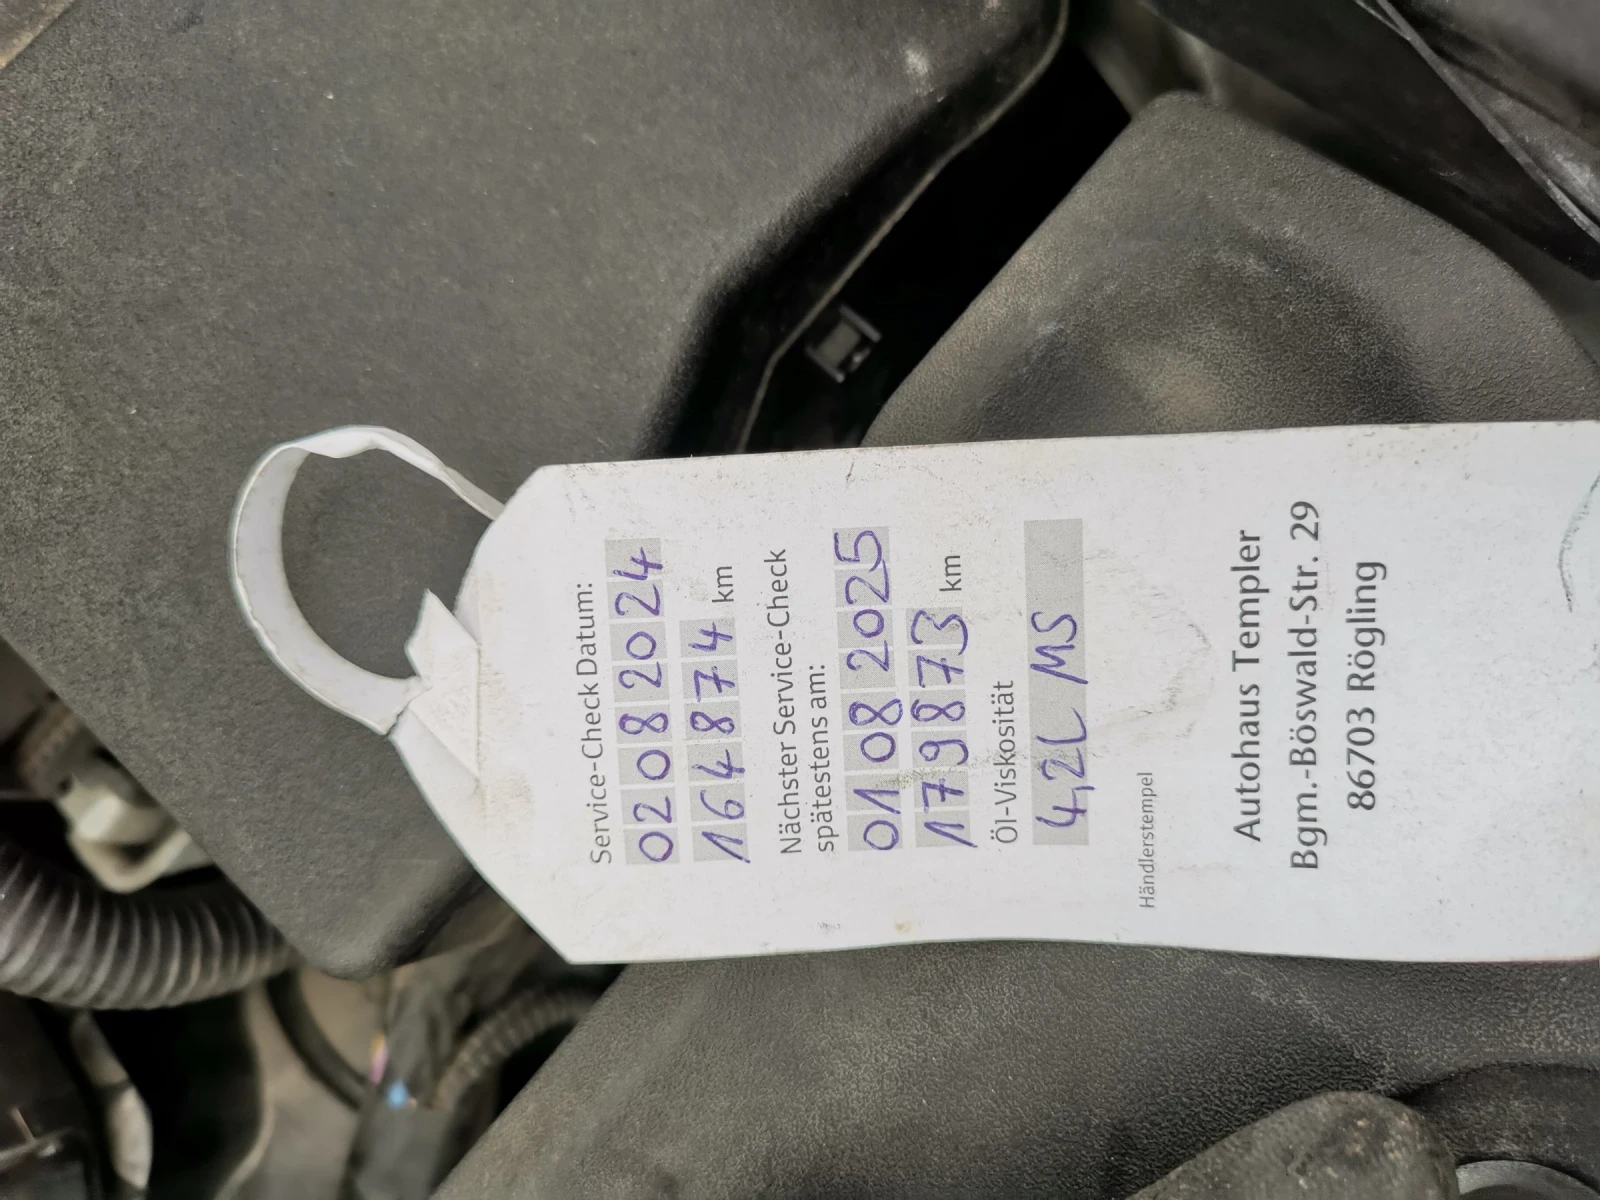 Service-Check Datum:
02 08 2024
164874 km
Nächster Service-Check
spätestens am:
01 08 2025
179873 km
Öl-Viskosität
4,2L MS
Händlerstempel
Autohaus Templer
Bgm.-Böswald-Str. 29
86703 Rögling